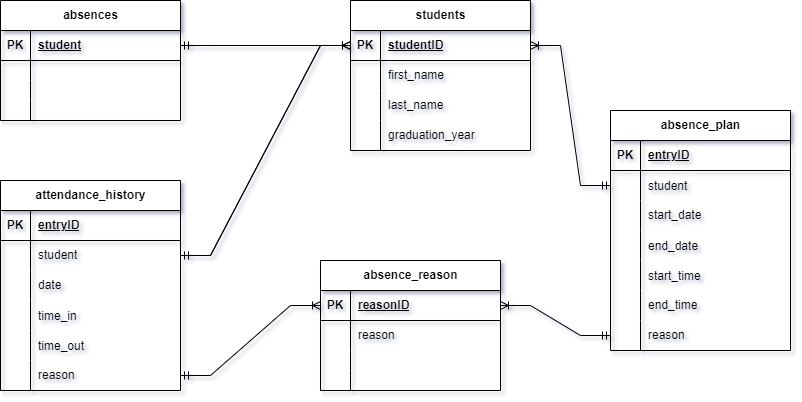 absences
PK student
students
PK studentID
first_name
last_name
graduation_year
absence_plan
PK entryID
student
start_date
end_date
start_time
end_time
reason
attendance_history
PK entryID
student
date
time_in
time_out
reason
absence_reason
PK reasonID
reason